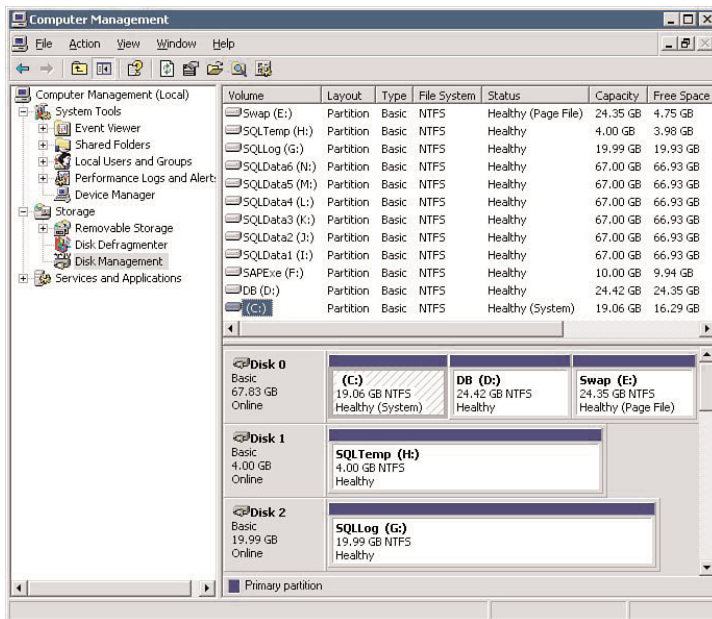 Computer Management
File Action View Window Help
Computer Management (Local)
System Tools
Event Viewer
Shared Folders
Local Users and Groups
Performance Logs and Alert:
Device Manager
Storage
Removable Storage
Disk Defragmenter
Disk Management
Services and Applications
Volume Layout Type File System Status Capacity Free Space
Swap (E:) Partition Basic NTFS Healthy (Page File) 24.35 GB 4.75 GB
SQLTemp (H:) Partition Basic NTFS Healthy 4.00 GB 3.98 GB
SQLLog (G:) Partition Basic NTFS Healthy 19.99 GB 19.93 GB
SQLData6 (N:) Partition Basic NTFS Healthy 67.00 GB 66.93 GB
SQLData5 (M:) Partition Basic NTFS Healthy 67.00 GB 66.93 GB
SQLData4 (L:) Partition Basic NTFS Healthy 67.00 GB 66.93 GB
SQLData3 (K:) Partition Basic NTFS Healthy 67.00 GB 66.93 GB
SQLData2 (J:) Partition Basic NTFS Healthy 67.00 GB 66.93 GB
SQLData1 (I:) Partition Basic NTFS Healthy 67.00 GB 66.93 GB
SAPExe (F:) Partition Basic NTFS Healthy 10.00 GB 9.94 GB
DB (D:) Partition Basic NTFS Healthy 24.42 GB 24.35 GB
(C:) Partition Basic NTFS Healthy (System) 19.06 GB 16.29 GB
Disk 0
Basic
67.83 GB
Online
(C:)
19.06 GB NTFS
Healthy (System)
DB (D:)
24.42 GB NTFS
Healthy
Swap (E:)
24.35 GB NTFS
Healthy (Page File)
Disk 1
Basic
4.00 GB
Online
SQLTemp (H:)
4.00 GB NTFS
Healthy
Disk 2
Basic
19.99 GB
Online
SQLLog (G:)
19.99 GB NTFS
Healthy
Primary partition